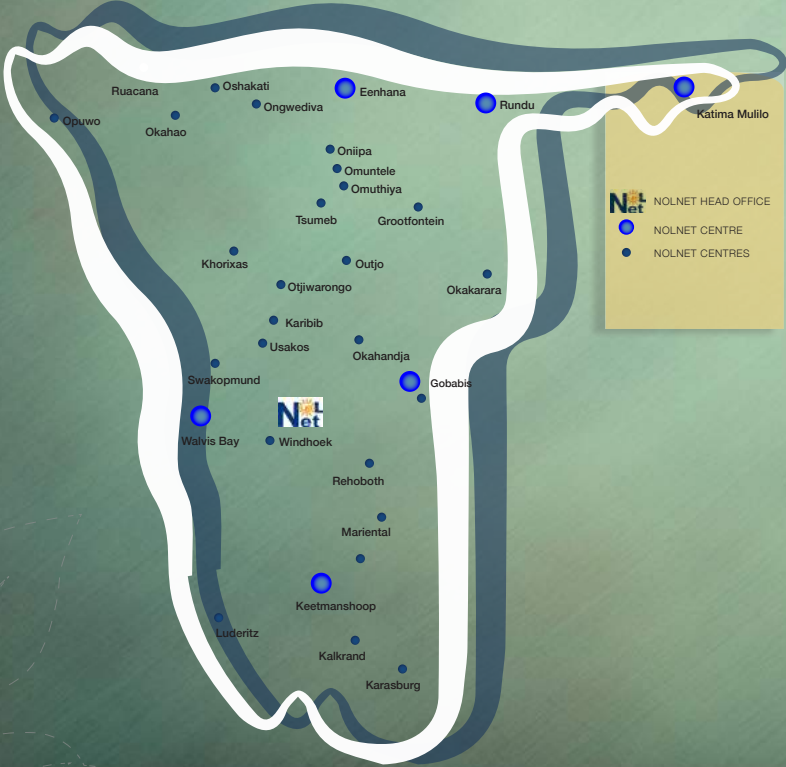 Ruacana
Oshakati
Eenhana
Ongwediva
Rundu
Katima Mulilo
Opuwo
Okahao
Oniipa
Omuntele
Omuthiya
Tsumeb
Grootfontein
NOLNet
NOLNET HEAD OFFICE
NOLNET CENTRE
NOLNET CENTRES
Khorixas
Outjo
Otjiwarongo
Okakarara
Karibib
Usakos
Okahandja
Swakopmund
Gobabis
NOLNet
Walvis Bay
Windhoek
Rehoboth
Mariental
Keetmanshoop
Luderitz
Kalkrand
Karasburg